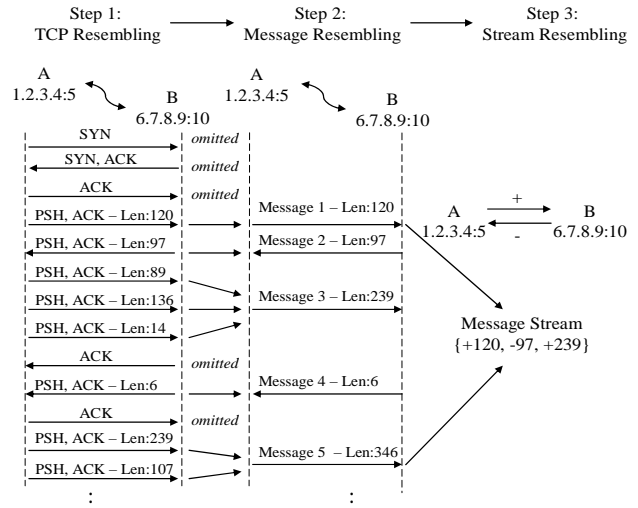 Step 1:
TCP Resembling
Step 2:
Message Resembling
Step 3:
Stream Resembling
A
1.2.3.4:5
B
6.7.8.9:10
A
1.2.3.4:5
B
6.7.8.9:10
SYN
omitted
SYN, ACK
omitted
ACK
omitted
PSH, ACK – Len:120
Message 1 – Len:120
PSH, ACK – Len:97
Message 2 – Len:97
PSH, ACK – Len:89
PSH, ACK – Len:136
Message 3 – Len:239
PSH, ACK – Len:14
ACK
omitted
PSH, ACK – Len:6
Message 4 – Len:6
ACK
omitted
PSH, ACK – Len:239
Message 5 – Len:346
PSH, ACK – Len:107
:
:
A
1.2.3.4:5
+
-
B
6.7.8.9:10
Message Stream
{+120, -97, +239}